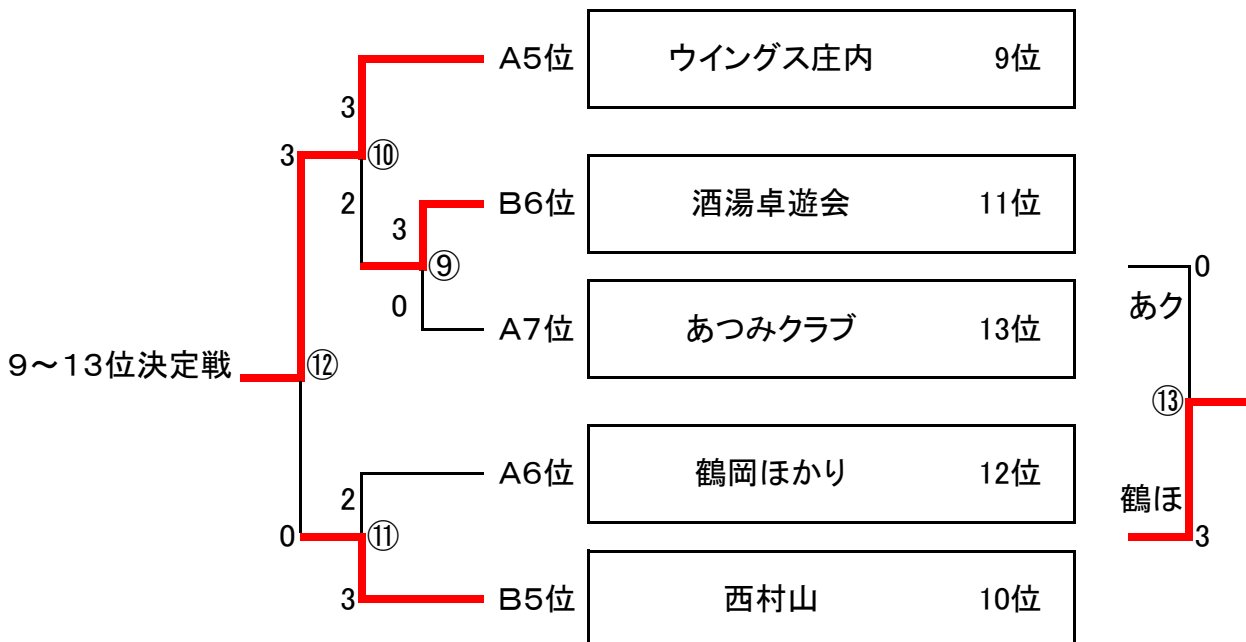 A5位 ウイングス庄内 9位
3
3 ⑩
2
B6位 酒湯卓遊会 11位
3
⑨
0
0
あク
A7位 あつみクラブ 13位
9～13位決定戦 ⑫
⑬
A6位 鶴岡ほかり 12位
2
鶴ほ
0 ⑪
3
3
B5位 西村山 10位